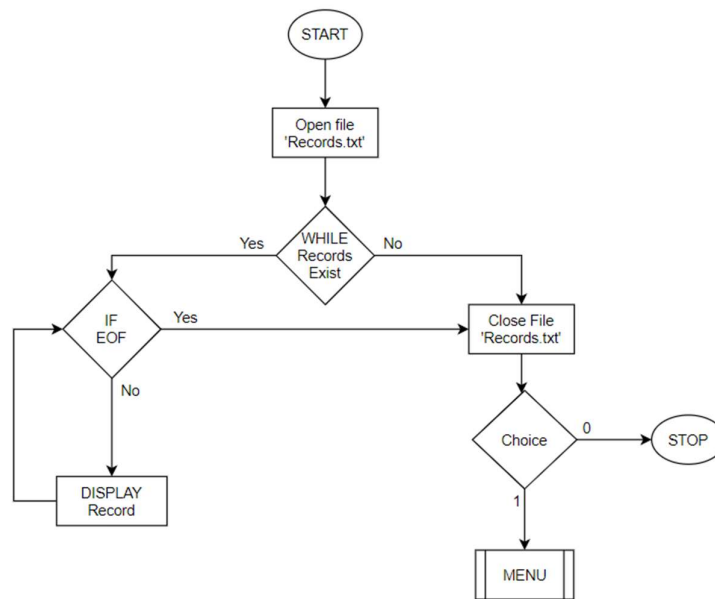 START
Open file
'Records.txt'
WHILE
Records
Exist
Yes
No
IF
EOF
Yes
No
Close File
'Records.txt'
Choice
0
STOP
1
DISPLAY
Record
MENU